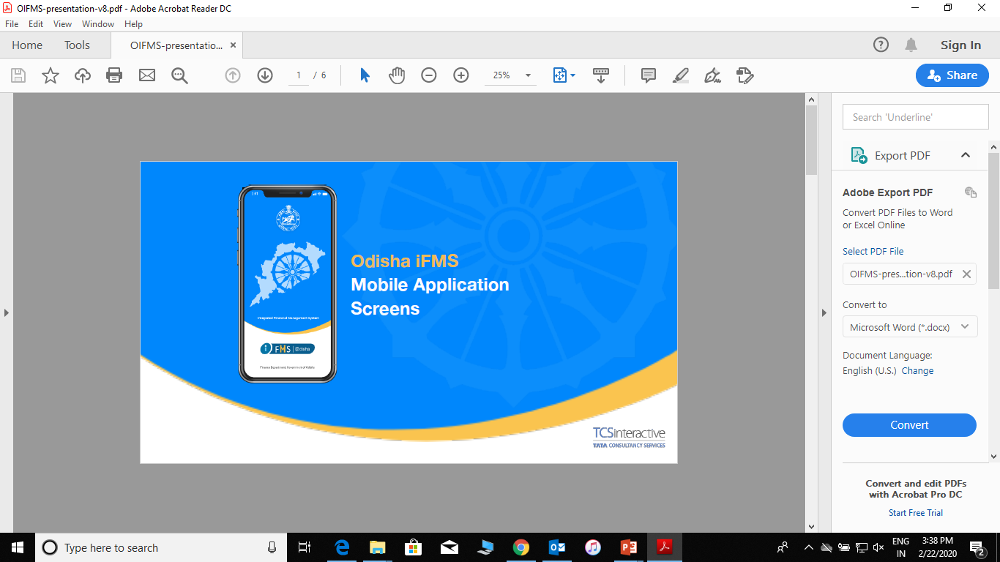 OIFMS-presentation-v8.pdf - Adobe Acrobat Reader DC
File Edit View Window Help
Home Tools OIFMS-presentatio... × Sign In
1 / 6 25% Share
Search 'Underline'
Export PDF
Adobe Export PDF
Convert PDF Files to Word
or Excel Online
Select PDF File
OIFMS-pres...tion-v8.pdf
Convert to
Microsoft Word (*.docx)
Document Language:
English (U.S.) Change
Convert
Convert and edit PDFs
with Acrobat Pro DC
Start Free Trial
Integrated Financial Management System
i FMS @odisha
Finance Department, Government of Odisha
Odisha iFMS
Mobile Application
Screens
TCSInteractive
TATA CONSULTANCY SERVICES
Type here to search
ENG
IN
3:38 PM
2/22/2020
2